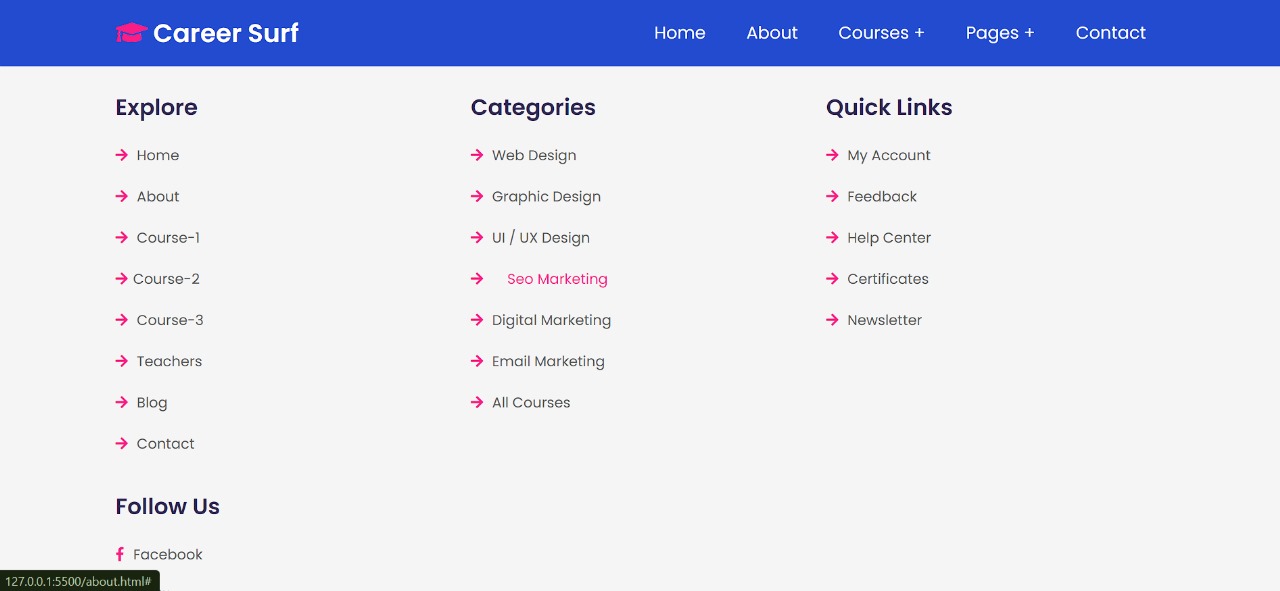 Career Surf
Home About Courses + Pages + Contact
Explore
Home
About
Course-1
Course-2
Course-3
Teachers
Blog
Contact
Categories
Web Design
Graphic Design
UI / UX Design
Seo Marketing
Digital Marketing
Email Marketing
All Courses
Quick Links
My Account
Feedback
Help Center
Certificates
Newsletter
Follow Us
Facebook
127.0.0.1:5500/about.html#